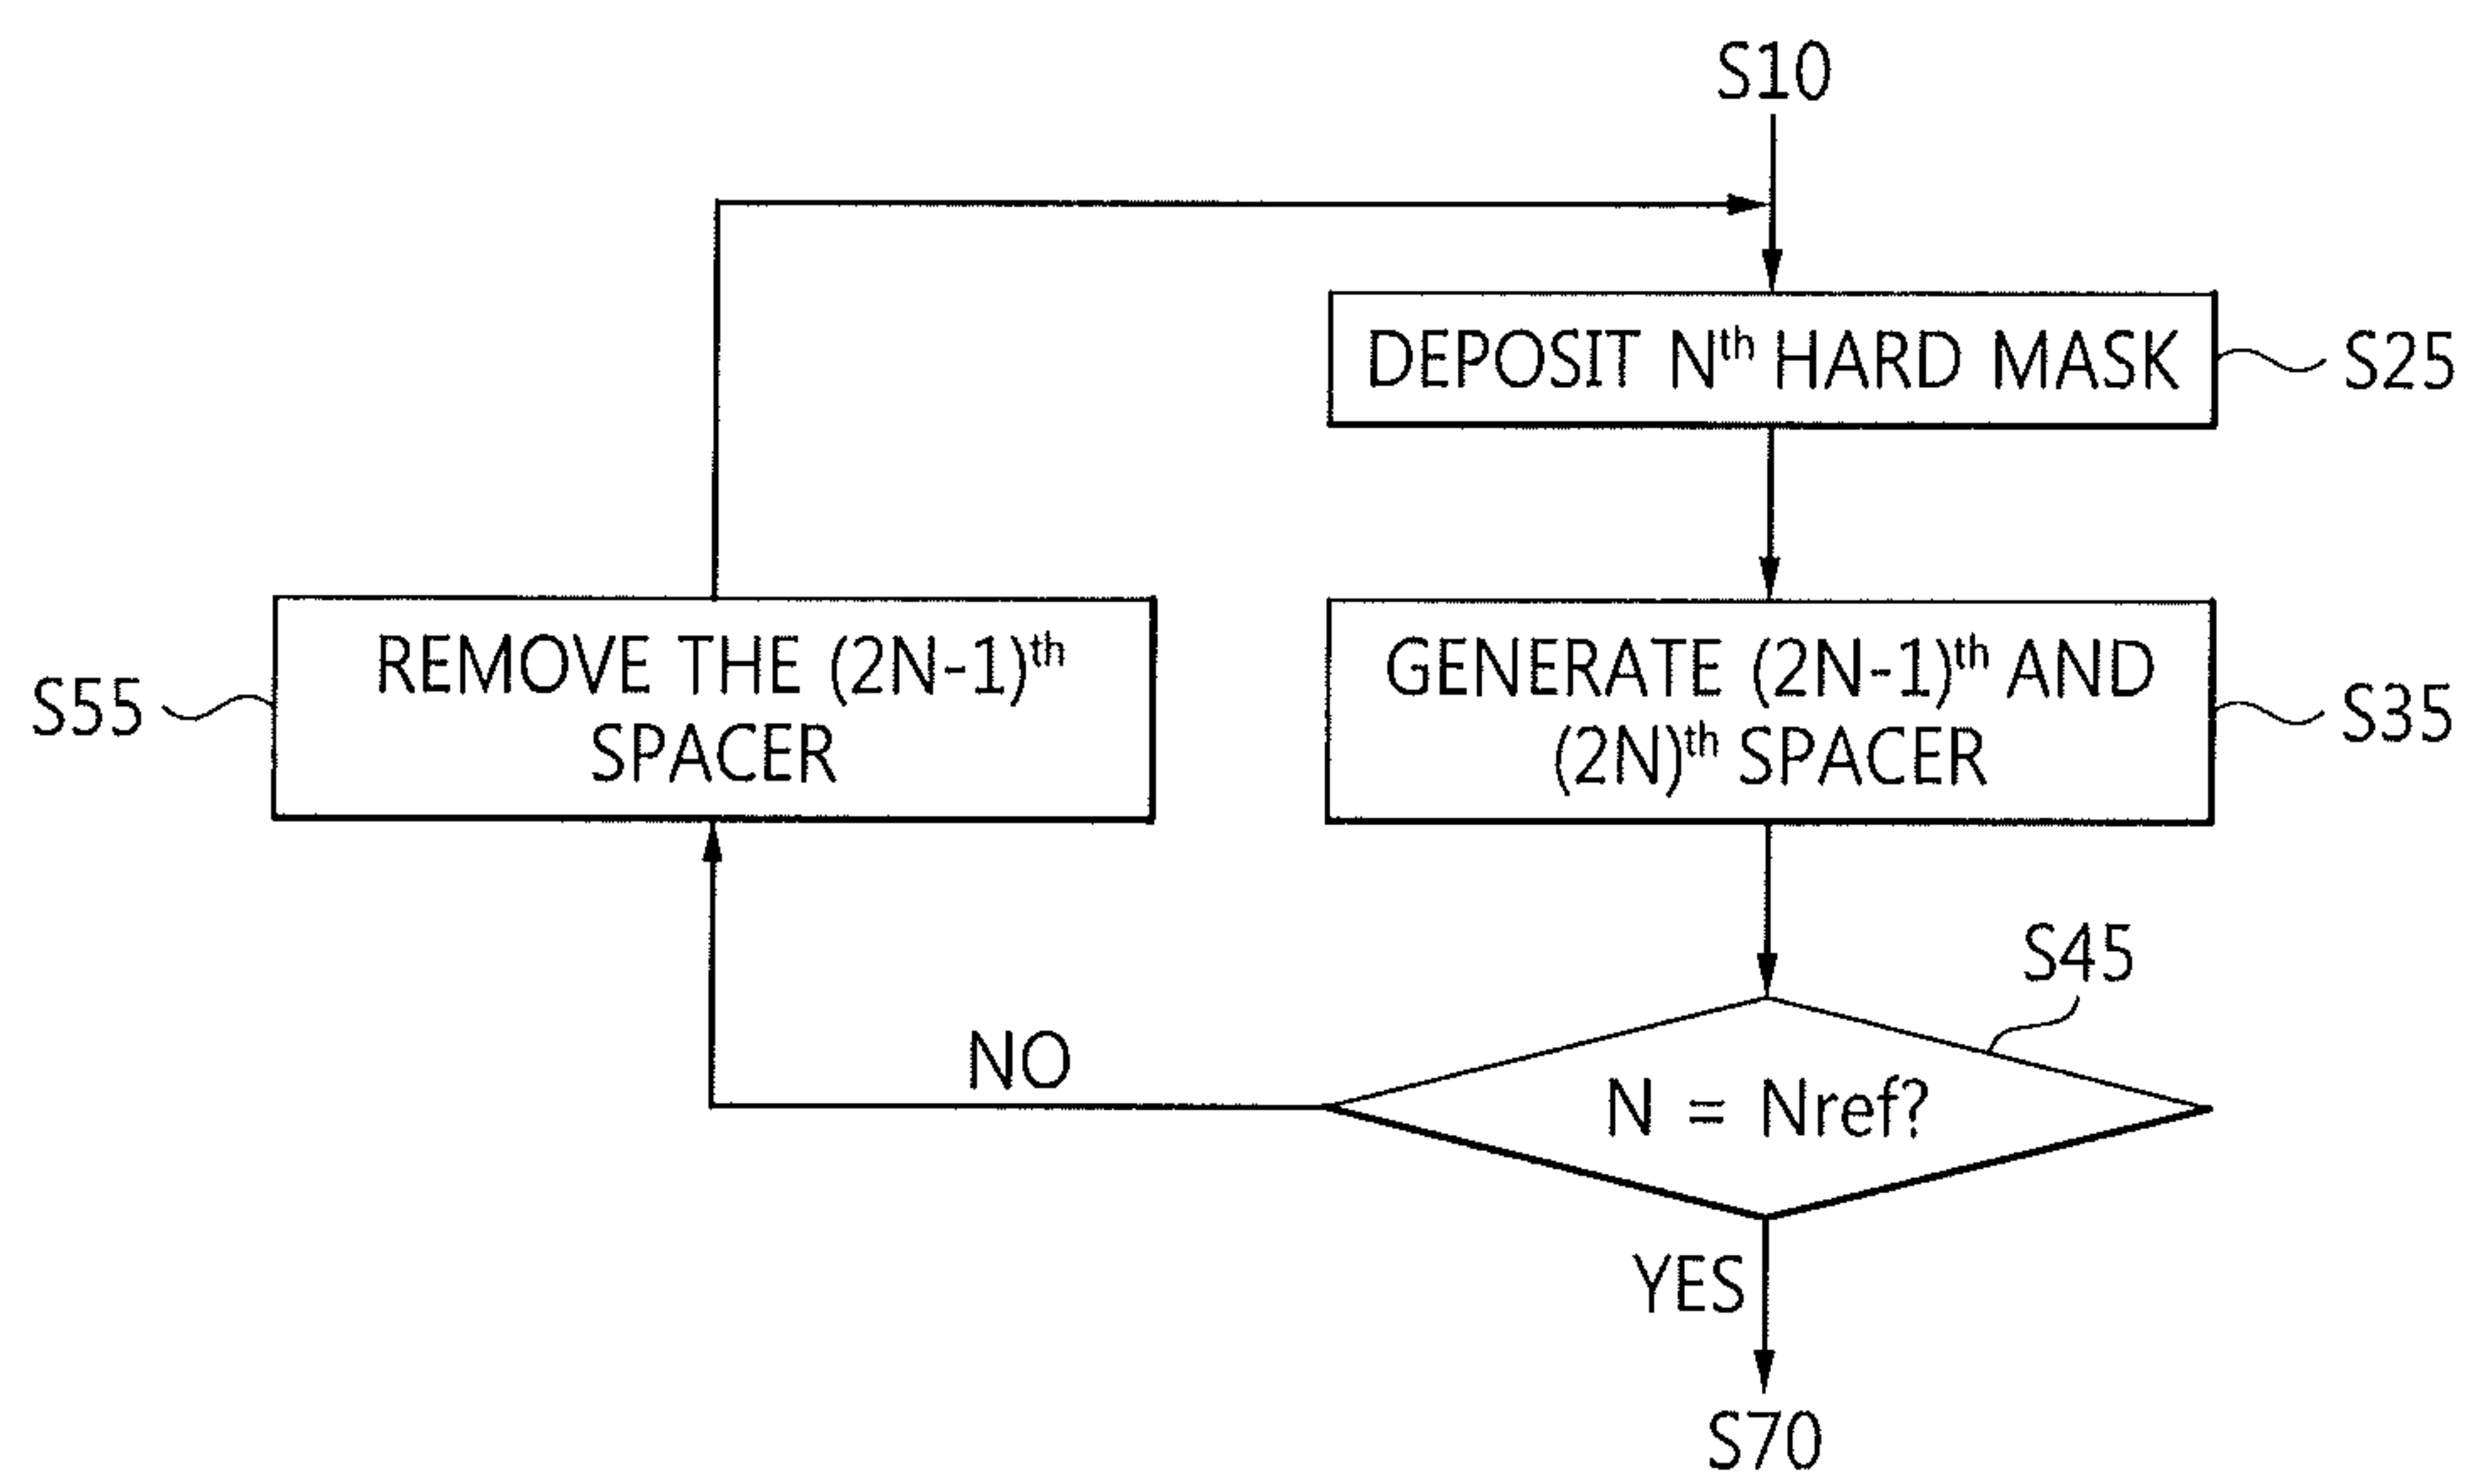 S10
DEPOSIT Nth HARD MASK
S25
GENERATE (2N-1)th AND
(2N)th SPACER
S35
REMOVE THE (2N-1)th
SPACER
S55
S45
N = Nref?
NO
YES
S70